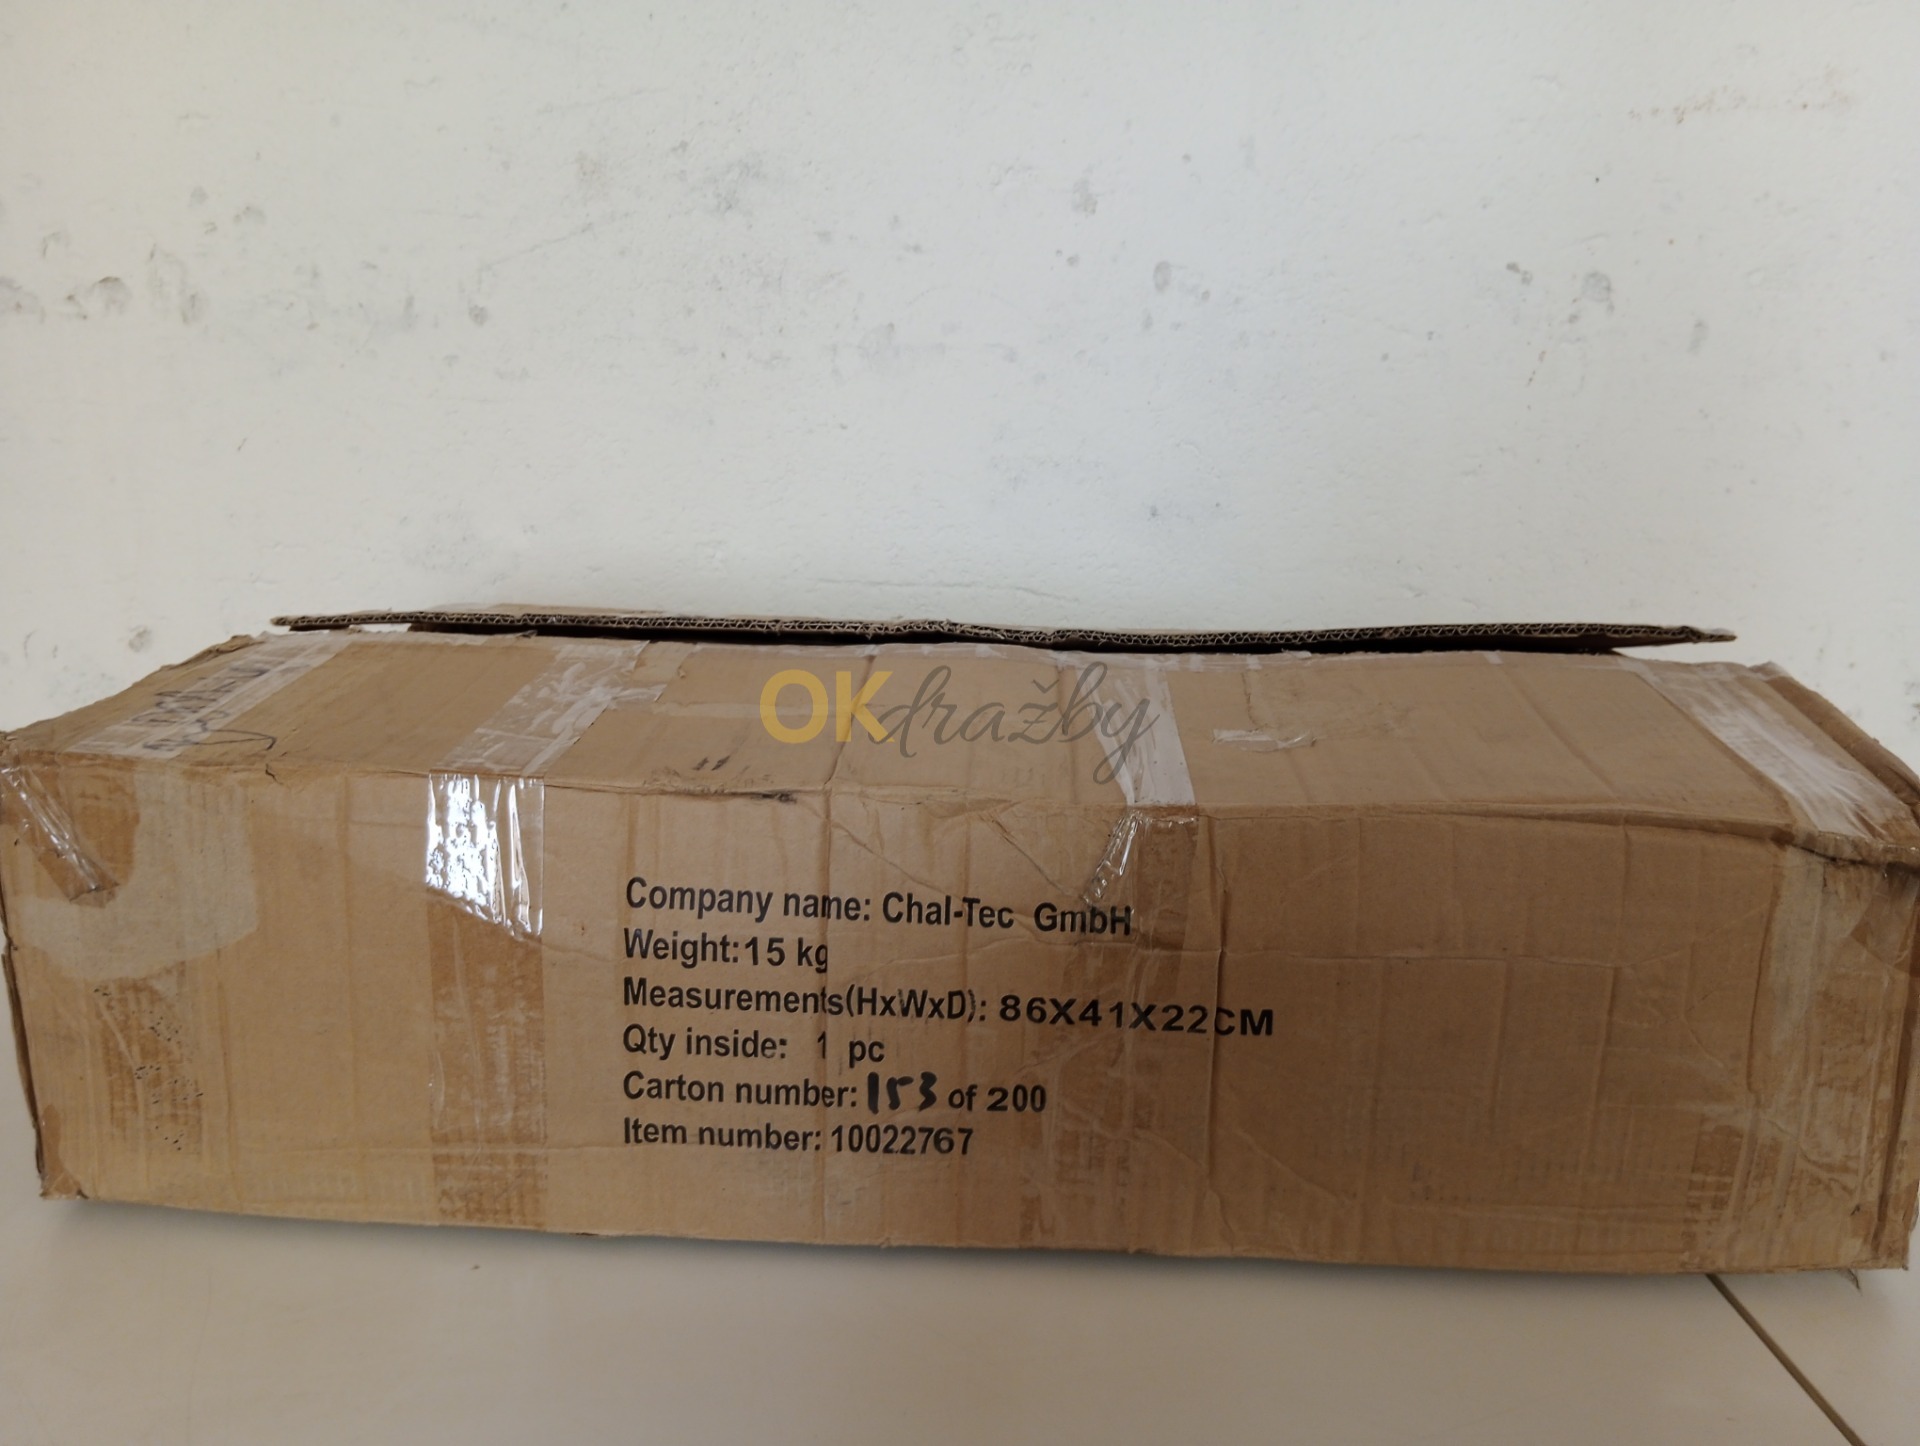 OKdražby
Company name: Chal-Tec GmbH
Weight:15 kg
Measurements(HxWxD): 86X41X22CM
Qty inside: 1 pc
Carton number: 153 of 200
Item number: 10022767